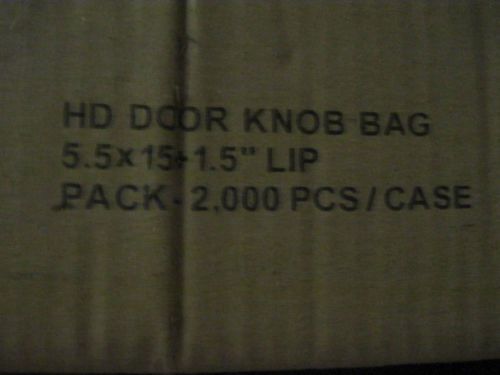 HD DOOR KNOB BAG
5.5x15+1.5" LIP
PACK - 2,000 PCS / CASE